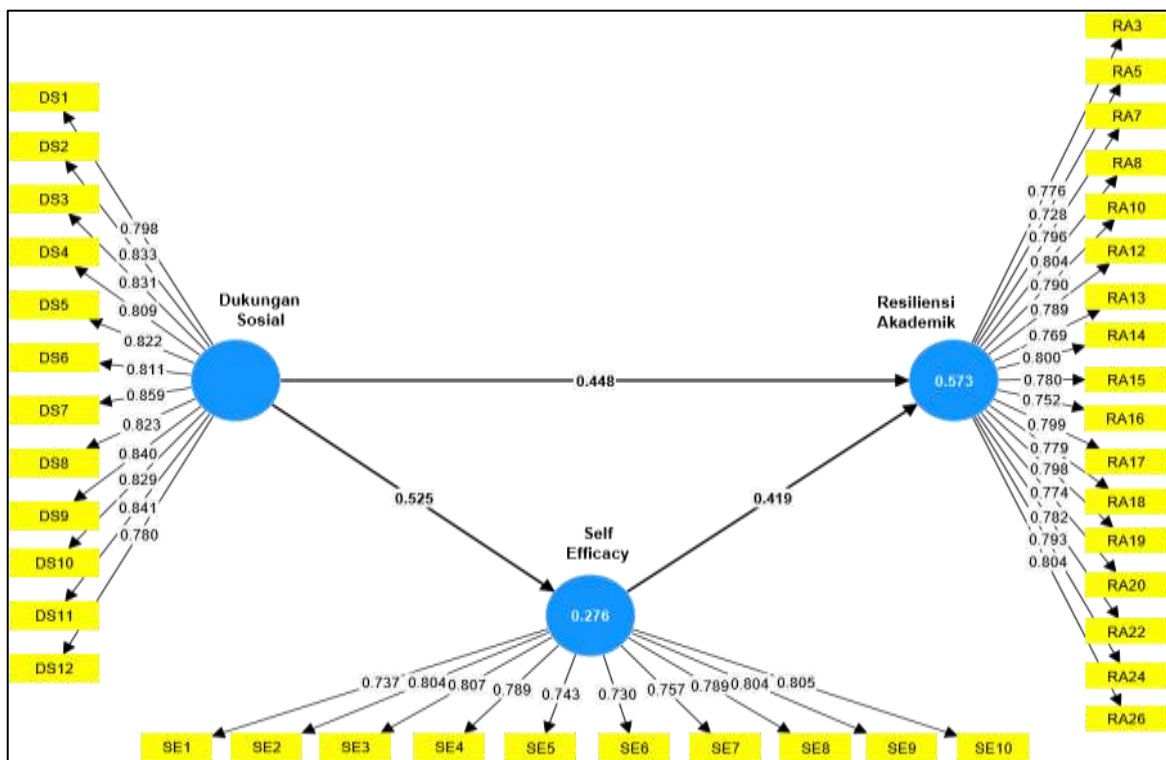 DS1
DS2
DS3
DS4
DS5
DS6
DS7
DS8
DS9
DS10
DS11
DS12
0.798
0.833
0.831
0.809
0.822
0.811
0.859
0.823
0.840
0.829
0.841
0.780
Dukungan
Sosial
0.448
0.525
0.419
Self
Efficacy
0.276
0.737
0.804
0.807
0.789
0.743
0.730
0.757
0.789
0.804
0.805
SE1
SE2
SE3
SE4
SE5
SE6
SE7
SE8
SE9
SE10
Resiliensi
Akademik
0.573
0.776
0.728
0.796
0.804
0.790
0.789
0.769
0.800
0.780
0.752
0.799
0.779
0.798
0.774
0.782
0.793
0.804
RA3
RA5
RA7
RA8
RA10
RA12
RA13
RA14
RA15
RA16
RA17
RA18
RA19
RA20
RA22
RA24
RA26